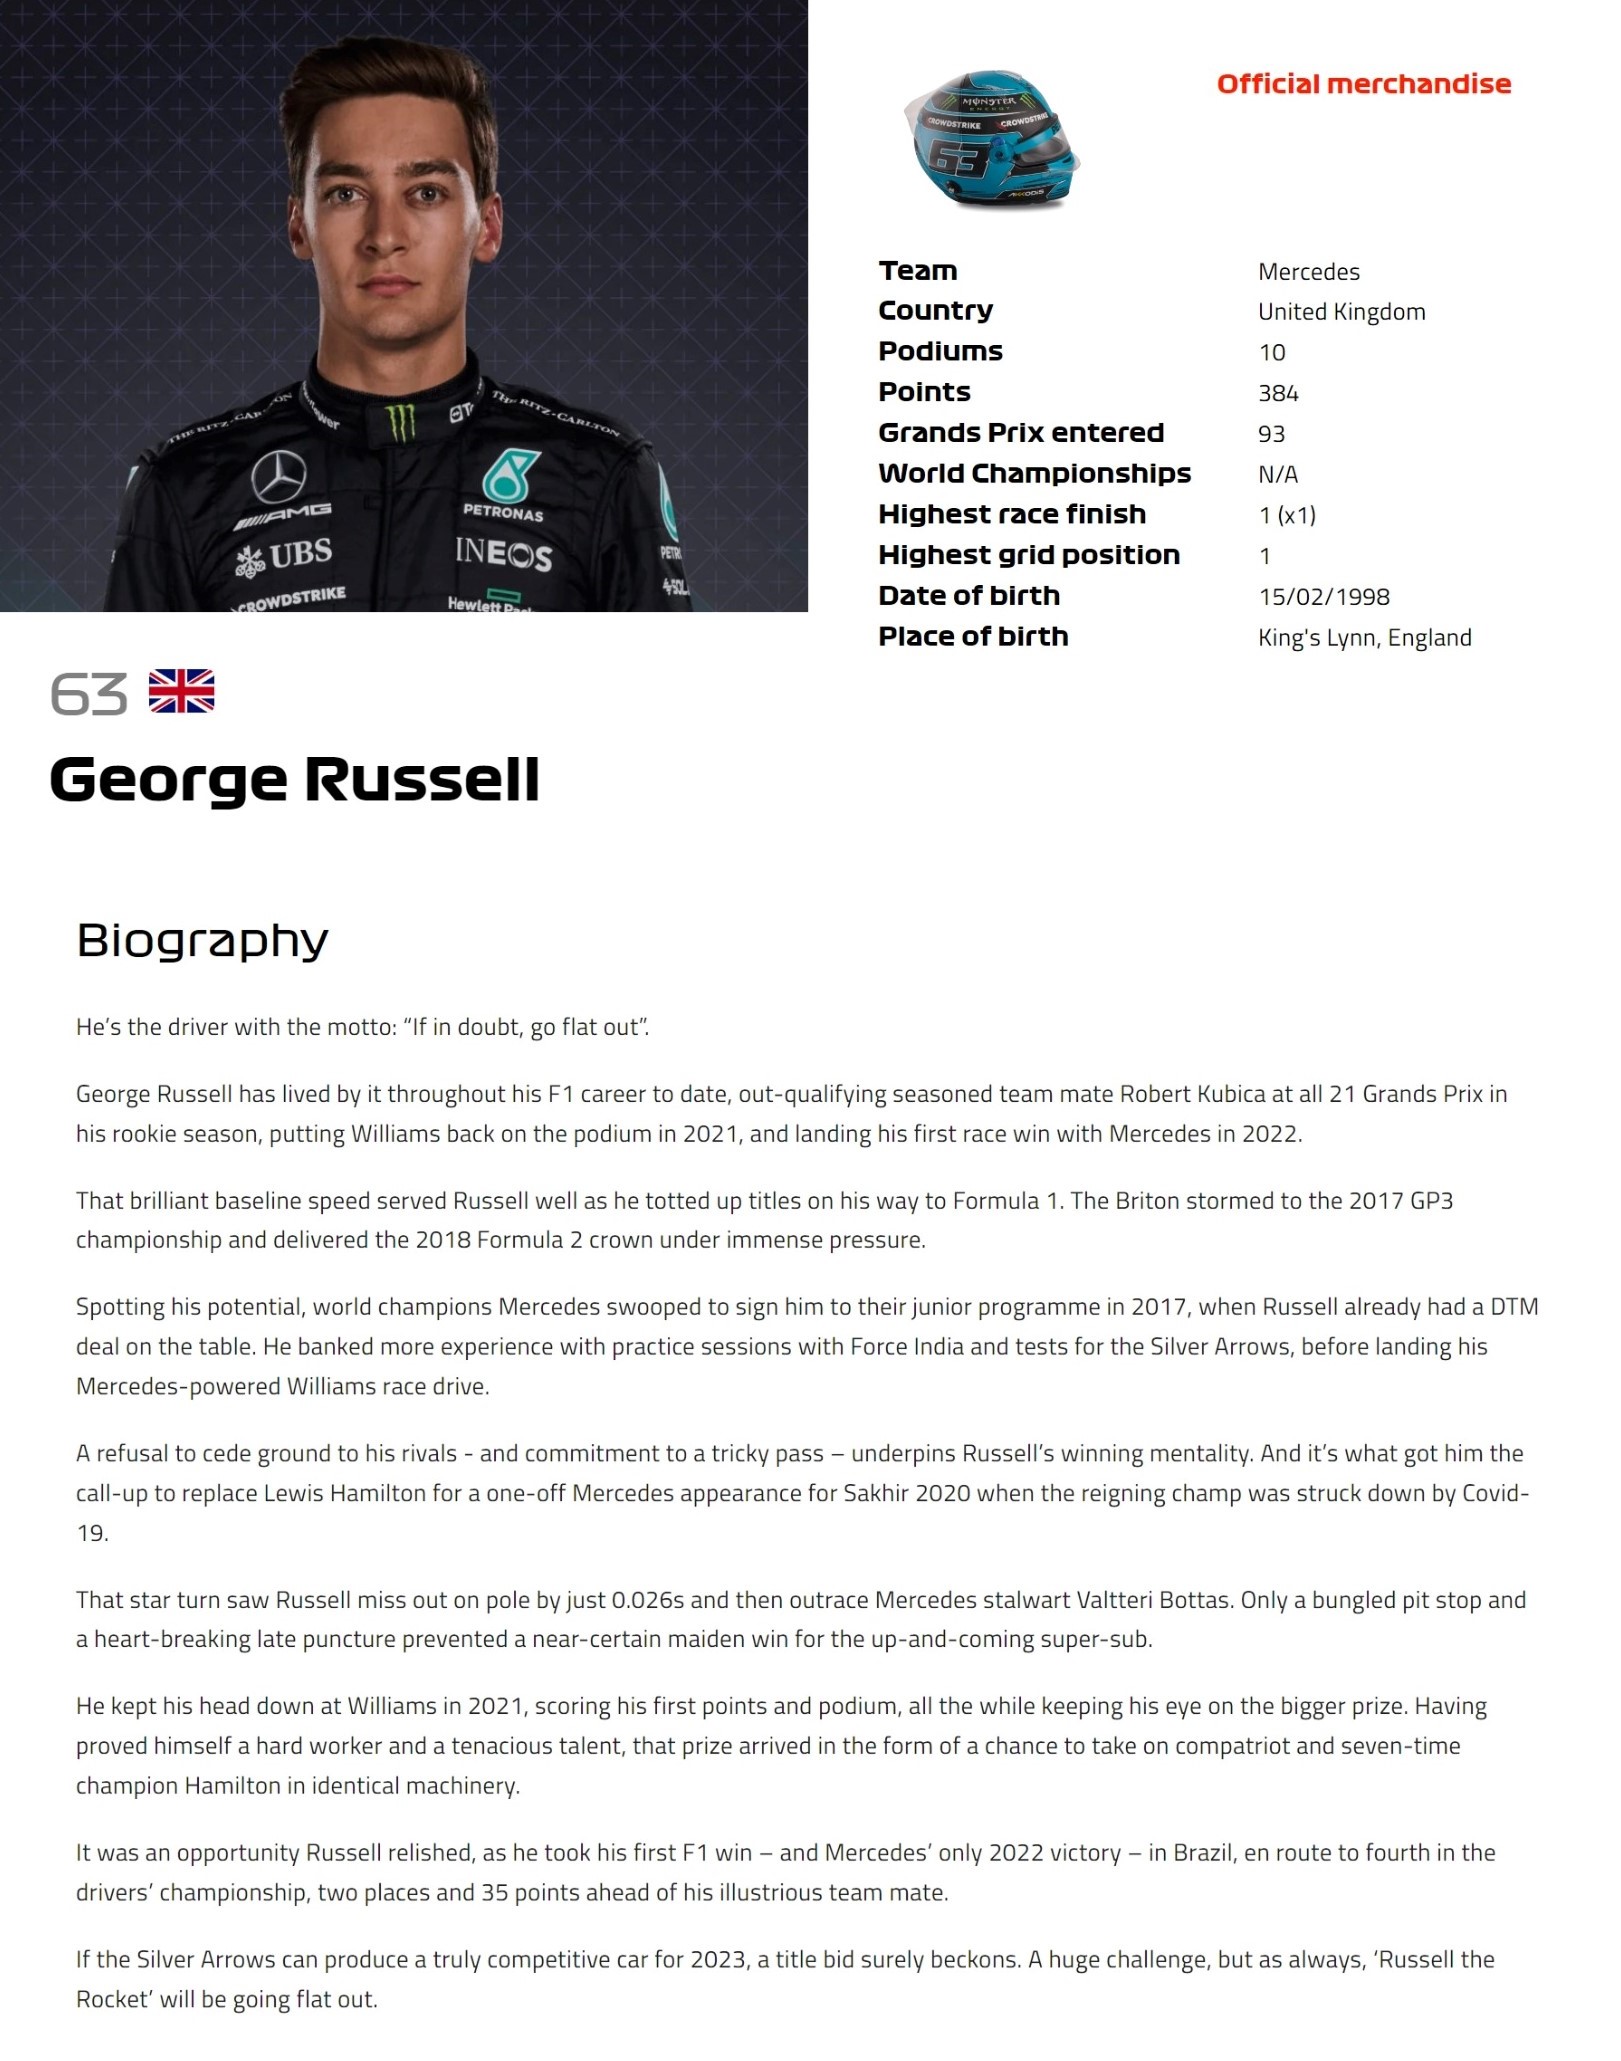 MONSTER
ENERGY
CROWDSTRIKE
CROWDSTRIKE
63
AKKODIS
Official merchandise
Team Mercedes
Country United Kingdom
Podiums 10
Points 384
Grands Prix entered 93
World Championships N/A
Highest race finish 1 (x1)
Highest grid position 1
Date of birth 15/02/1998
Place of birth King's Lynn, England
THE RITZ-CARLTON
AMG
PETRONAS
UBS
INEOS
CROWDSTRIKE
Hewlett
63
George Russell
Biography
He’s the driver with the motto: “If in doubt, go flat out”.
George Russell has lived by it throughout his F1 career to date, out-qualifying seasoned team mate Robert Kubica at all 21 Grands Prix in
his rookie season, putting Williams back on the podium in 2021, and landing his first race win with Mercedes in 2022.
That brilliant baseline speed served Russell well as he totted up titles on his way to Formula 1. The Briton stormed to the 2017 GP3
championship and delivered the 2018 Formula 2 crown under immense pressure.
Spotting his potential, world champions Mercedes swooped to sign him to their junior programme in 2017, when Russell already had a DTM
deal on the table. He banked more experience with practice sessions with Force India and tests for the Silver Arrows, before landing his
Mercedes-powered Williams race drive.
A refusal to cede ground to his rivals - and commitment to a tricky pass – underpins Russell’s winning mentality. And it’s what got him the
call-up to replace Lewis Hamilton for a one-off Mercedes appearance for Sakhir 2020 when the reigning champ was struck down by Covid-
19.
That star turn saw Russell miss out on pole by just 0.026s and then outrace Mercedes stalwart Valtteri Bottas. Only a bungled pit stop and
a heart-breaking late puncture prevented a near-certain maiden win for the up-and-coming super-sub.
He kept his head down at Williams in 2021, scoring his first points and podium, all the while keeping his eye on the bigger prize. Having
proved himself a hard worker and a tenacious talent, that prize arrived in the form of a chance to take on compatriot and seven-time
champion Hamilton in identical machinery.
It was an opportunity Russell relished, as he took his first F1 win – and Mercedes’ only 2022 victory – in Brazil, en route to fourth in the
drivers’ championship, two places and 35 points ahead of his illustrious team mate.
If the Silver Arrows can produce a truly competitive car for 2023, a title bid surely beckons. A huge challenge, but as always, ‘Russell the
Rocket’ will be going flat out.